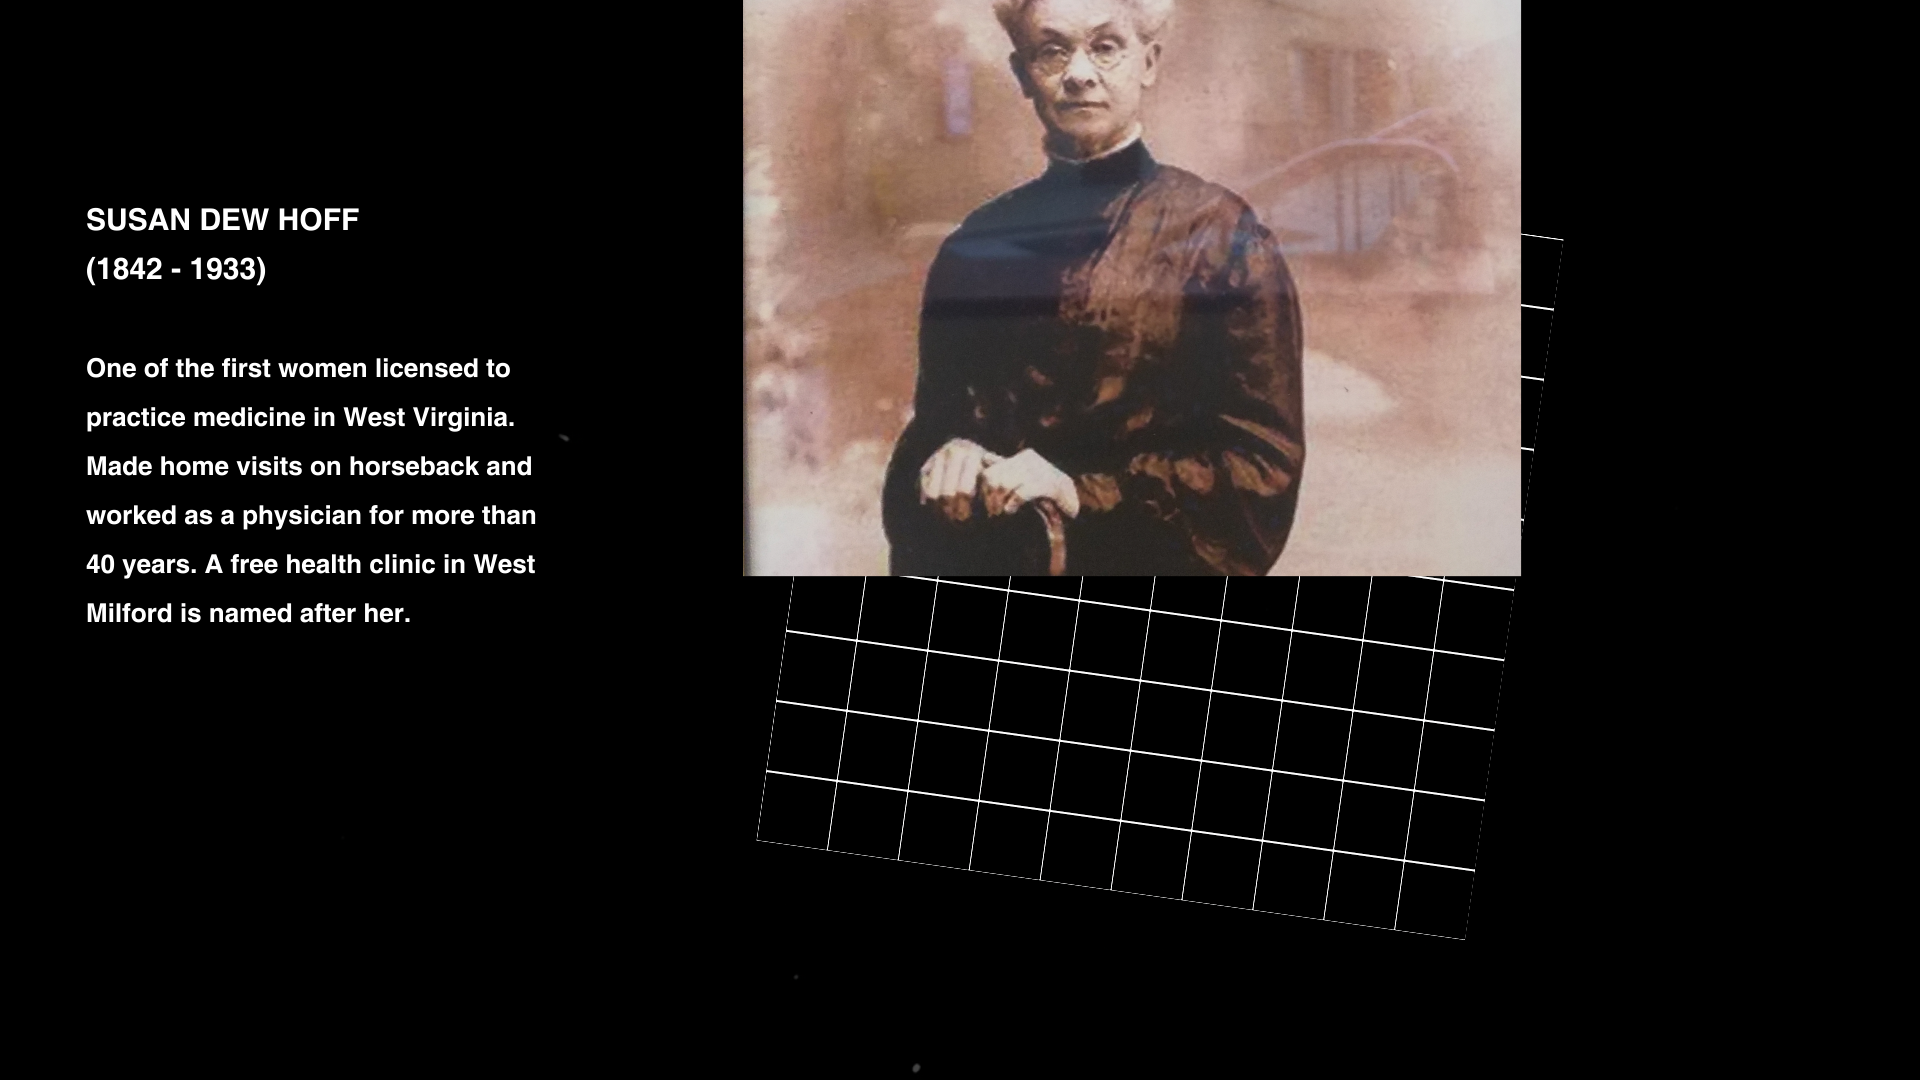 SUSAN DEW HOFF
(1842 - 1933)
One of the first women licensed to
practice medicine in West Virginia.
Made home visits on horseback and
worked as a physician for more than
40 years. A free health clinic in West
Milford is named after her.